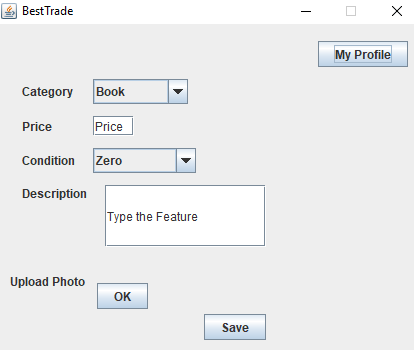 BestTrade
My Profile
Category Book
Price Price
Condition Zero
Description
Type the Feature
Upload Photo
OK
Save